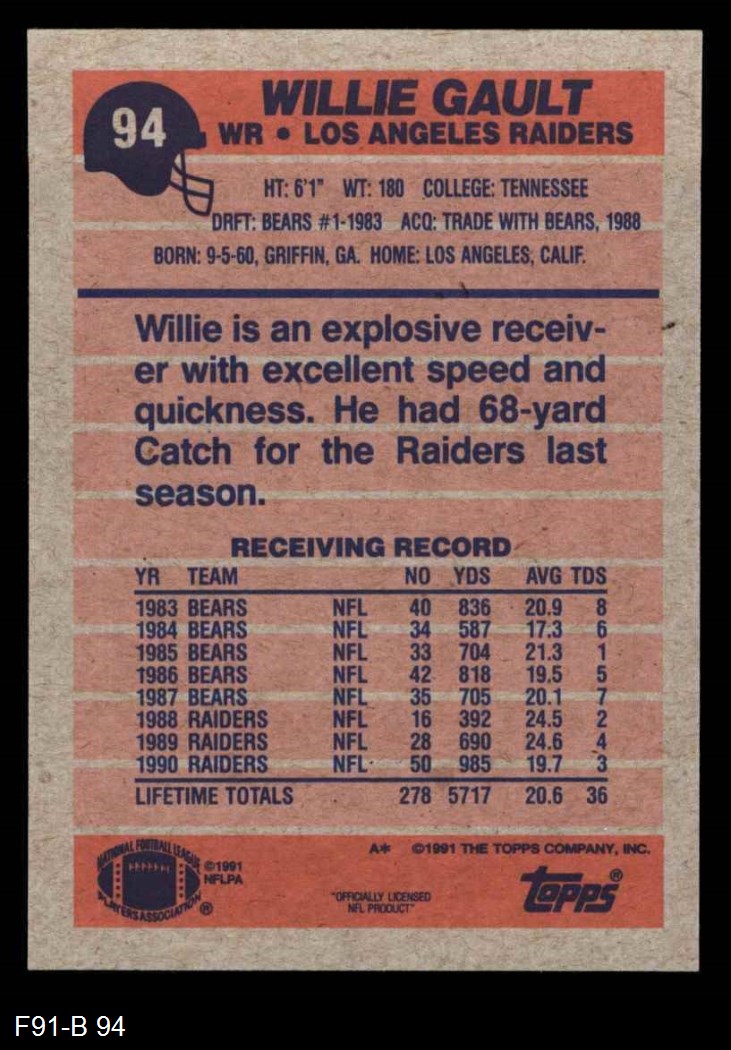 94
WILLIE GAULT
WR • LOS ANGELES RAIDERS
HT: 6'1" WT: 180 COLLEGE: TENNESSEE
DRFT: BEARS #1-1983 ACQ: TRADE WITH BEARS, 1988
BORN: 9-5-60, GRIFFIN, GA. HOME: LOS ANGELES, CALIF.
Willie is an explosive receiv-
er with excellent speed and
quickness. He had 68-yard
Catch for the Raiders last
season.
RECEIVING RECORD
YR TEAM NO YDS AVG TDS
1983 BEARS NFL 40 836 20.9 8
1984 BEARS NFL 34 587 17.3 6
1985 BEARS NFL 33 704 21.3 1
1986 BEARS NFL 42 818 19.5 5
1987 BEARS NFL 35 705 20.1 7
1988 RAIDERS NFL 16 392 24.5 2
1989 RAIDERS NFL 28 690 24.6 4
1990 RAIDERS NFL 50 985 19.7 3
LIFETIME TOTALS 278 5717 20.6 36
NATIONAL FOOTBALL LEAGUE
PLAYERS ASSOCIATION ®
©1991
NFLPA
A* ©1991 THE TOPPS COMPANY, INC.
"OFFICIALLY LICENSED
NFL PRODUCT"
topps®
F91-B 94